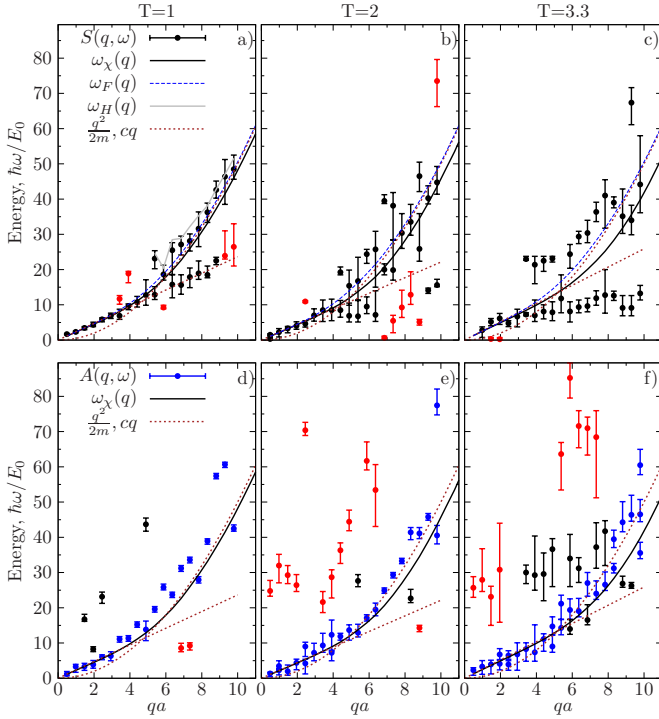 T=1 T=2 T=3.3
Energy, ħω/E₀
80
70
60
50
40
30
20
10
0
S(q, ω)
ω_χ(q)
ω_F(q)
ω_H(q)
q²/2m, cq
a)
b)
c)
Energy, ħω/E₀
80
70
60
50
40
30
20
10
0
A(q, ω)
ω_χ(q)
q²/2m, cq
d)
e)
f)
0 2 4 6 8 10 0 2 4 6 8 10 0 2 4 6 8 10
qa qa qa